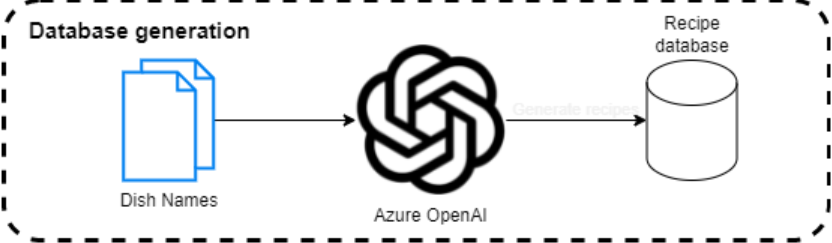 Database generation
Recipe
database
Generate recipes
Dish Names
Azure OpenAI